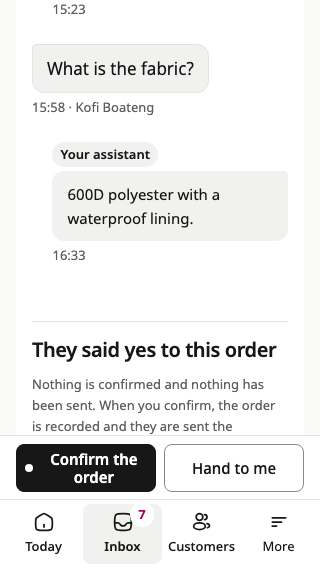 15:23
What is the fabric?
15:58 · Kofi Boateng
Your assistant
600D polyester with a
waterproof lining.
16:33
They said yes to this order
Nothing is confirmed and nothing has
been sent. When you confirm, the order
is recorded and they are sent the
Confirm the
order
Hand to me
7
Today
Inbox
Customers
More